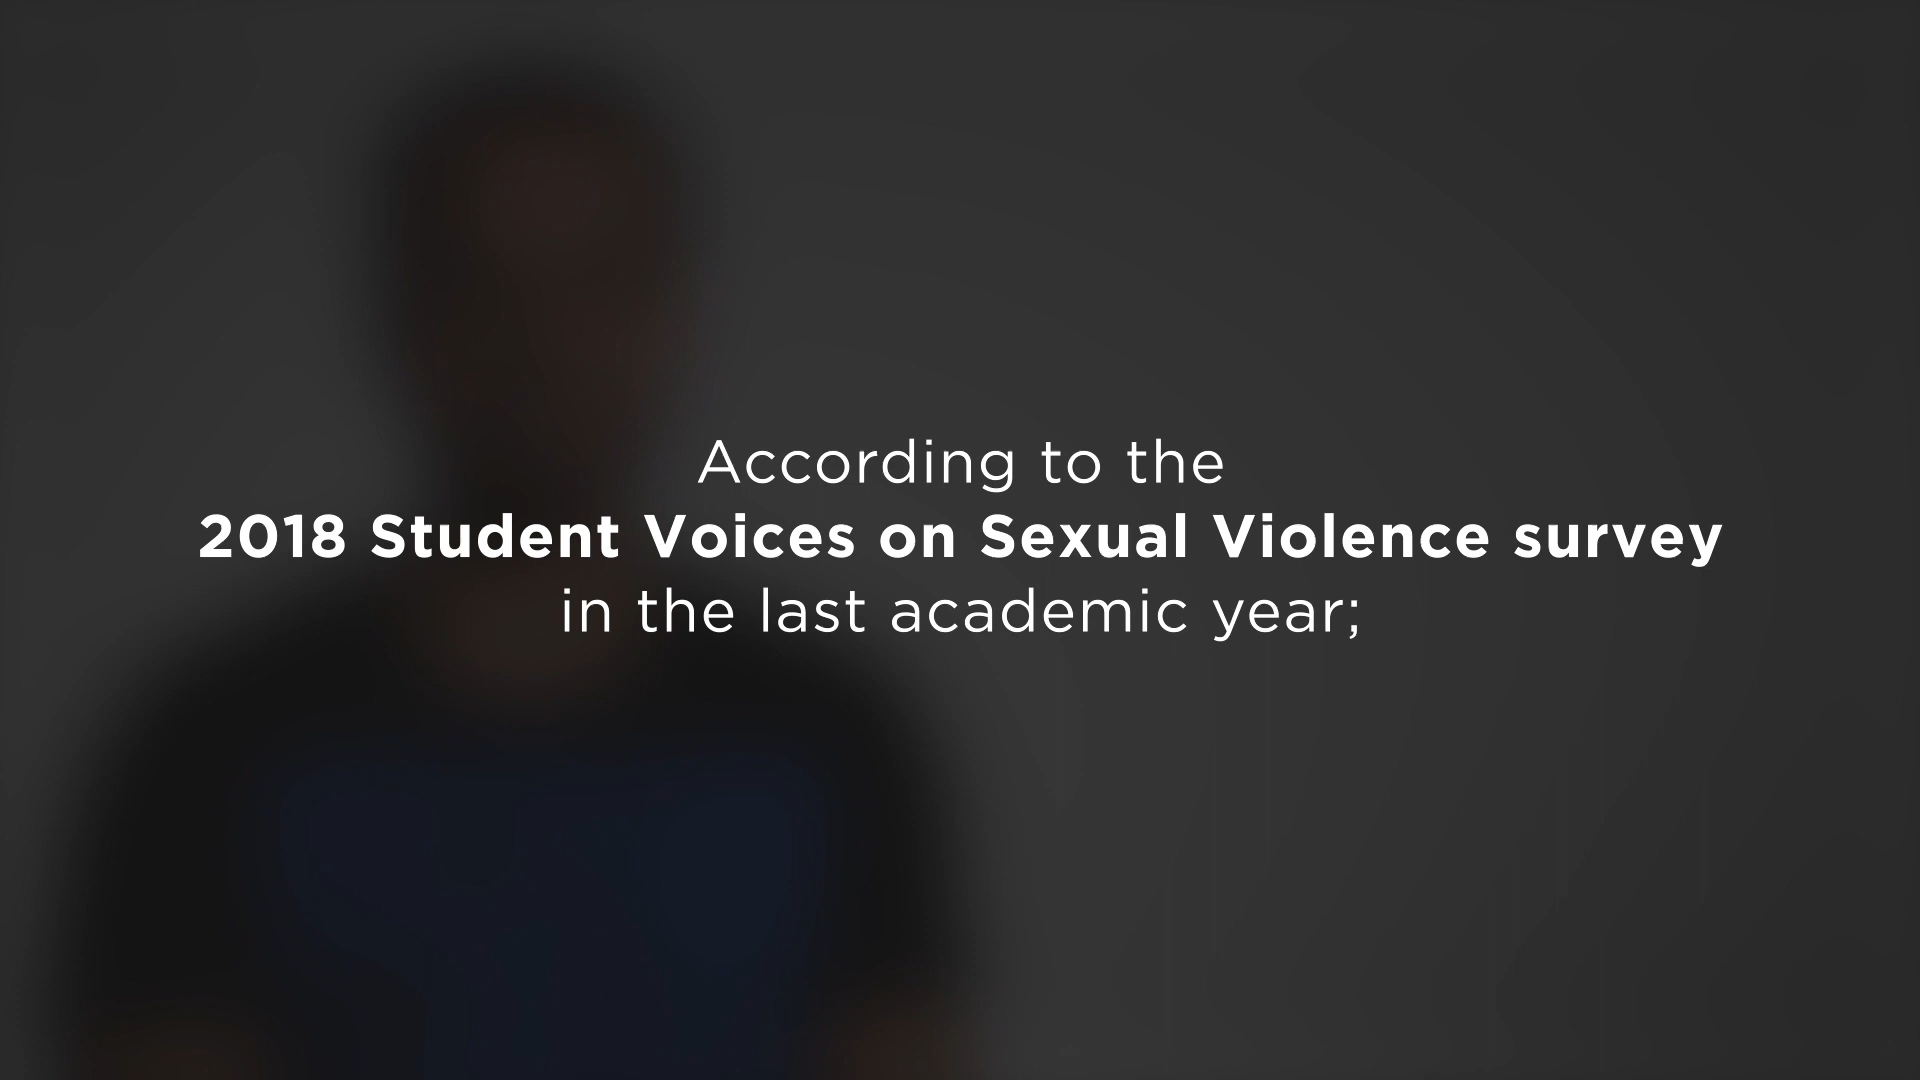 According to the
2018 Student Voices on Sexual Violence survey
in the last academic year;